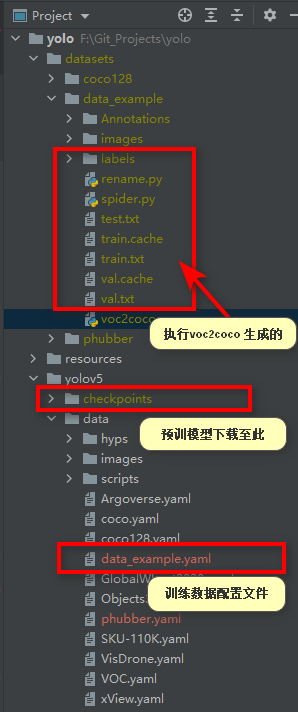 Project
yolo F:\Git_Projects\yolo
datasets
coco128
data_example
Annotations
images
labels
rename.py
spider.py
test.txt
train.cache
train.txt
val.cache
val.txt
voc2coco
执行voc2coco 生成的
phubber
resources
yolov5
checkpoints
预训模型下载至此
data
hyps
images
scripts
Argoverse.yaml
coco.yaml
coco128.yaml
data_example.yaml
训练数据配置文件
phubber.yaml
SKU-110K.yaml
VisDrone.yaml
VOC.yaml
xView.yaml